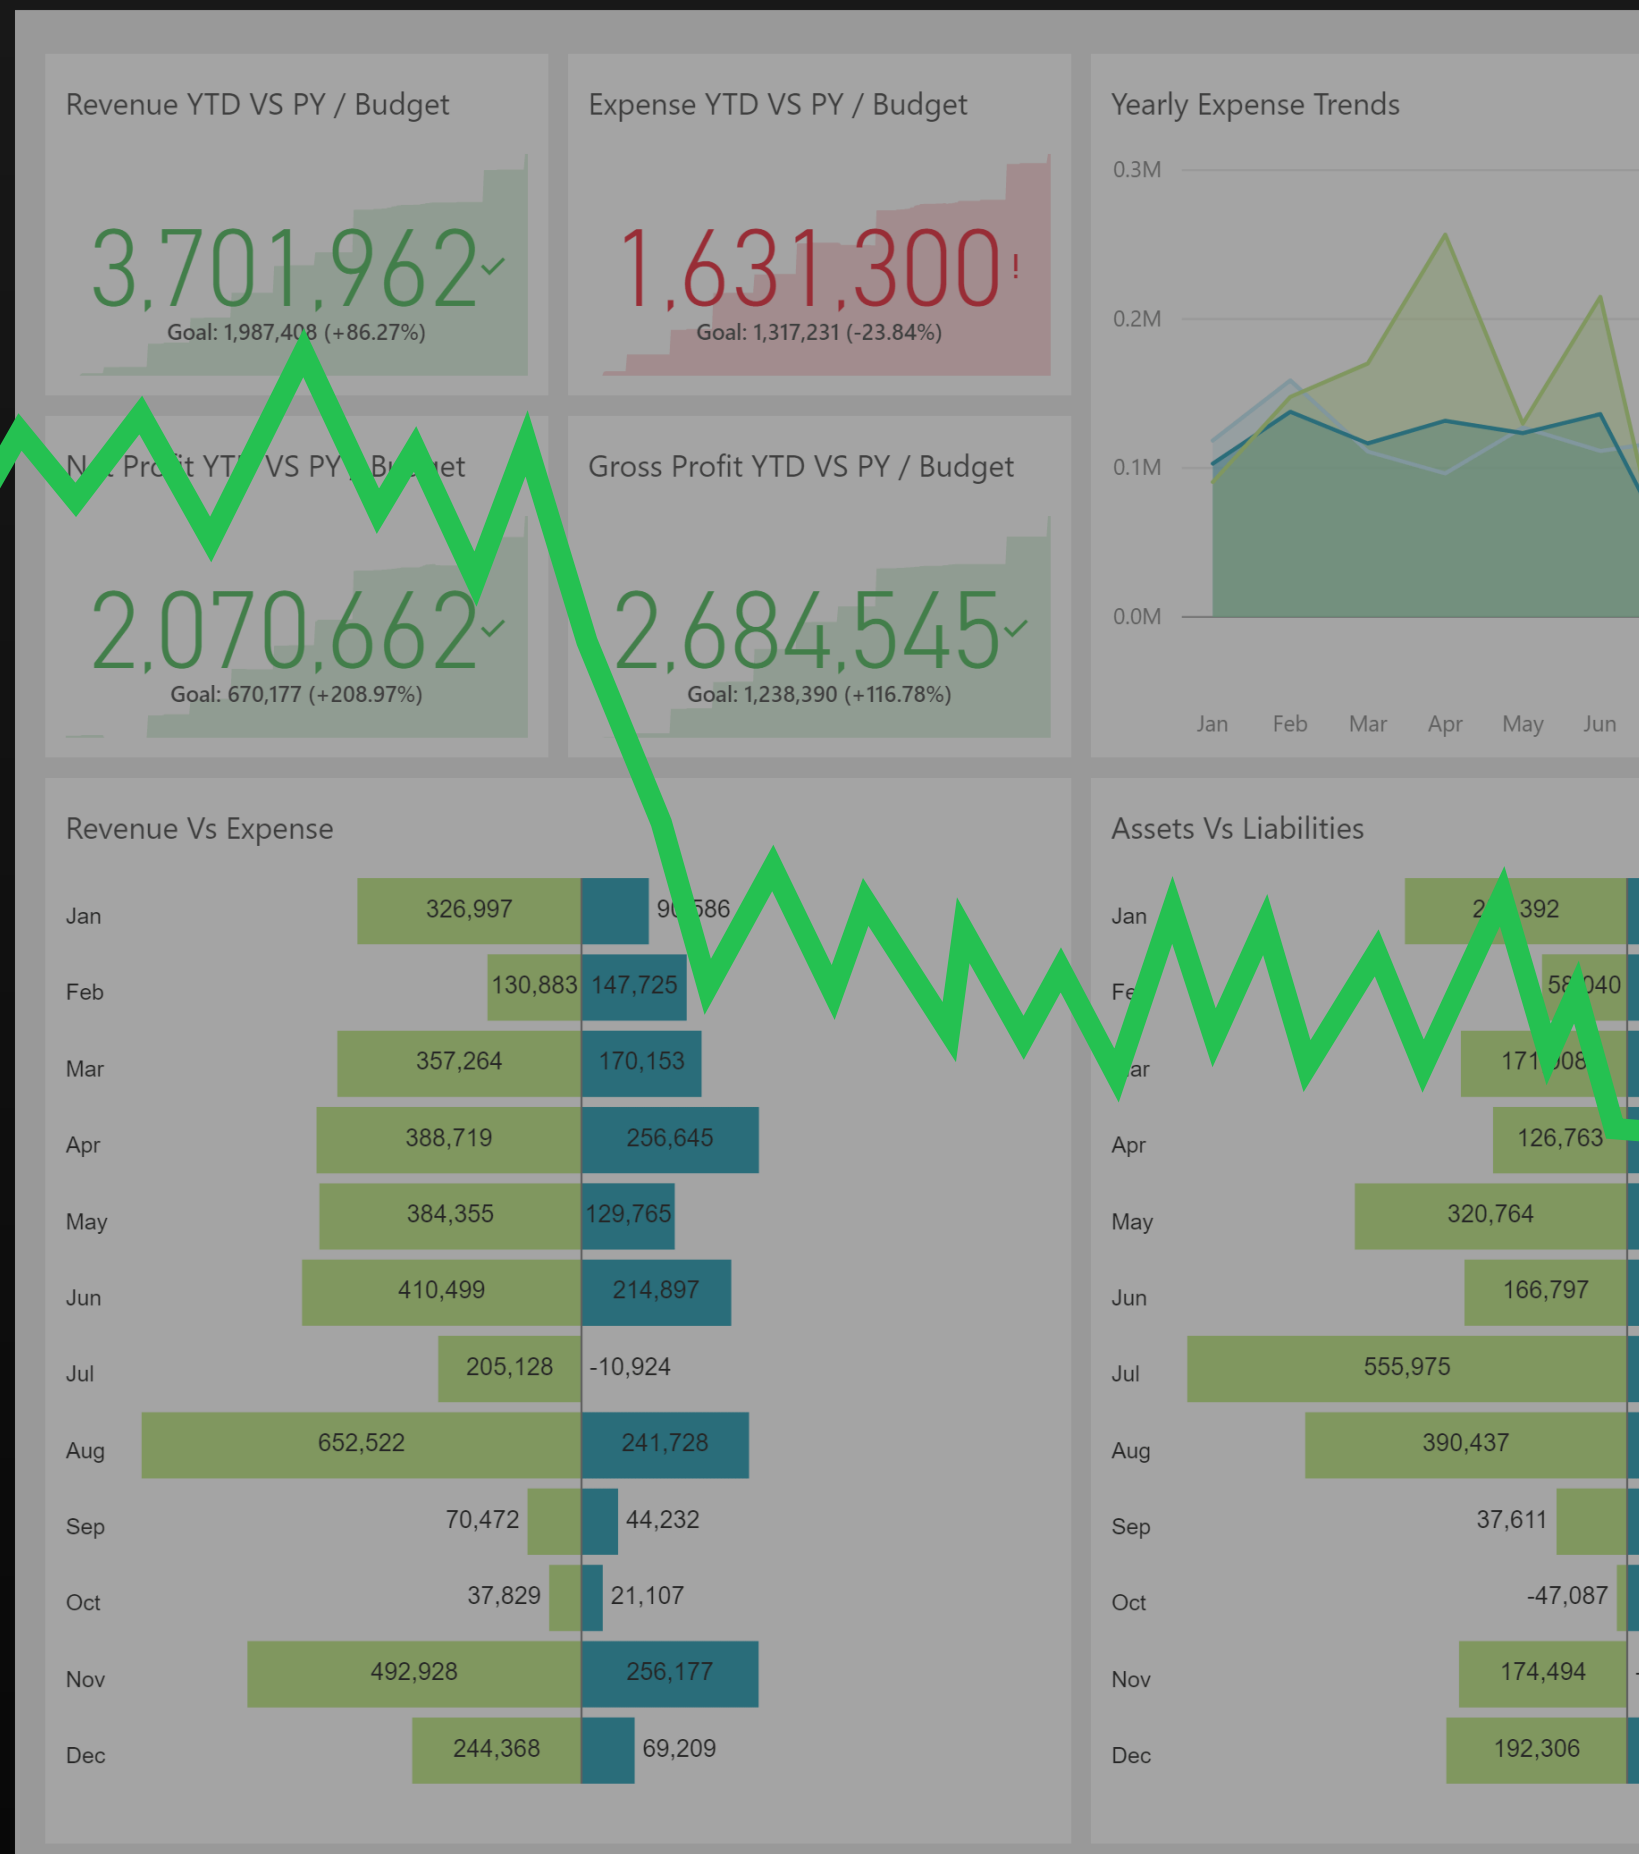 Revenue YTD VS PY / Budget
3,701,962
Goal: 1,987,408 (+86.27%)
Expense YTD VS PY / Budget
1,631,300!
Goal: 1,317,231 (-23.84%)
Yearly Expense Trends
0.3M
0.2M
0.1M
0.0M
Jan Feb Mar Apr May Jun
Net Profit YTD VS PY / Budget
2,070,662
Goal: 670,177 (+208.97%)
Gross Profit YTD VS PY / Budget
2,684,545
Goal: 1,238,390 (+116.78%)
Revenue Vs Expense
Jan 326,997
Feb 130,883 147,725
Mar 357,264 170,153
Apr 388,719 256,645
May 384,355 129,765
Jun 410,499 214,897
Jul 205,128 -10,924
Aug 652,522 241,728
Sep 70,472 44,232
Oct 37,829 21,107
Nov 492,928 256,177
Dec 244,368 69,209
Assets Vs Liabilities
Jan
Feb
Mar
Apr 126,763
May 320,764
Jun 166,797
Jul 555,975
Aug 390,437
Sep 37,611
Oct -47,087
Nov 174,494
Dec 192,306